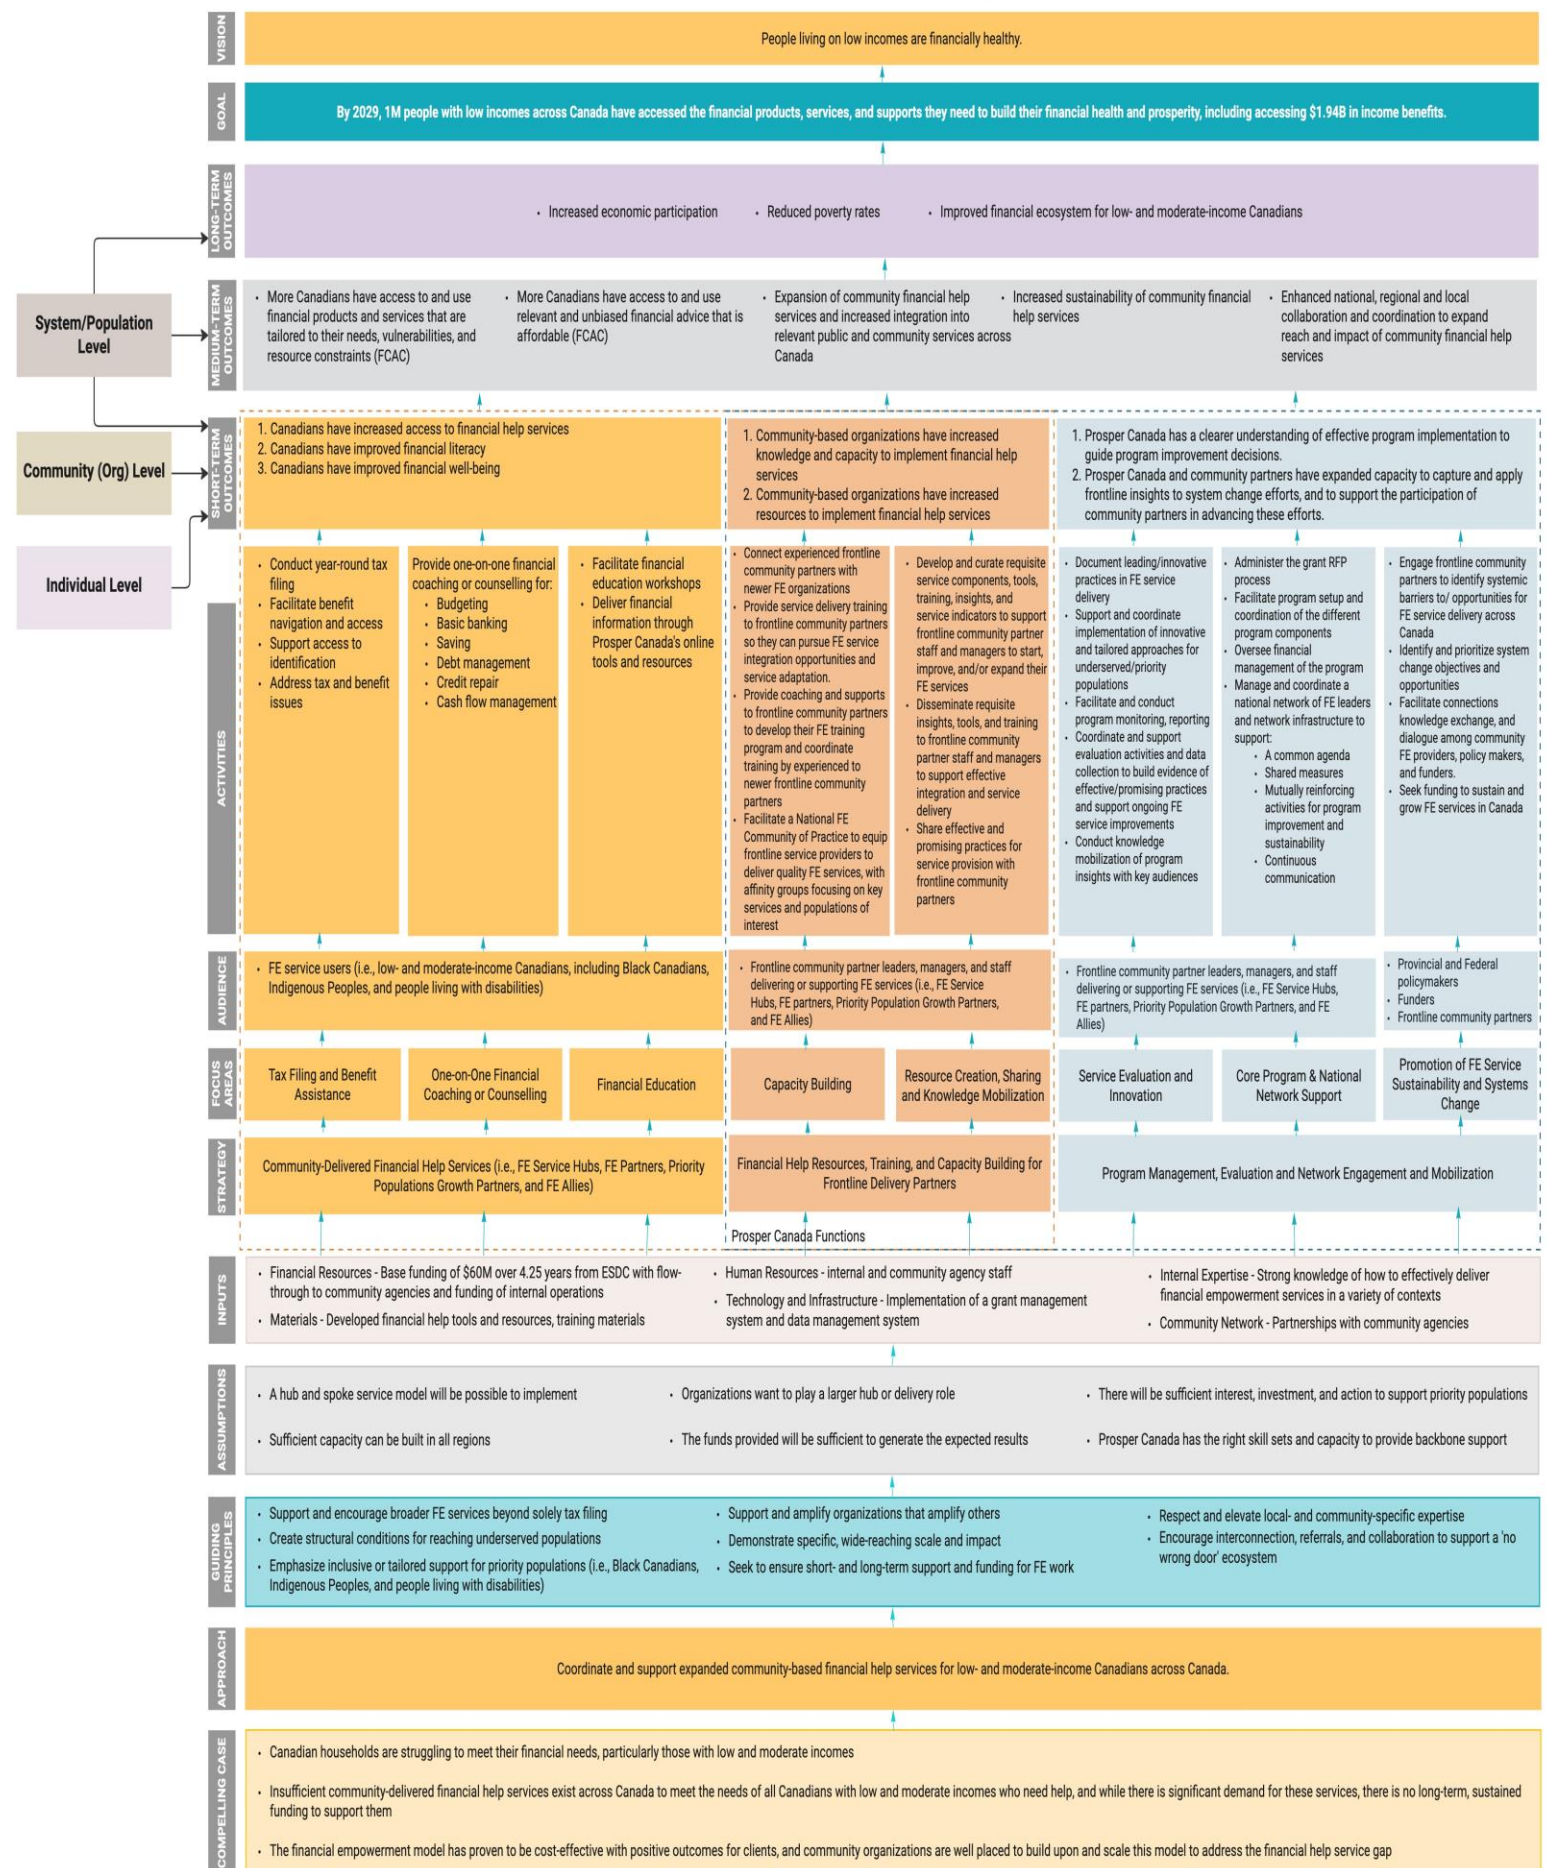 VISION
People living on low incomes are financially healthy.
GOAL
By 2029, 1M people with low incomes across Canada have accessed the financial products, services, and supports they need to build their financial health and prosperity, including accessing $1.94B in income benefits.
LONG-TERM
OUTCOMES
• Increased economic participation
• Reduced poverty rates
• Improved financial ecosystem for low- and moderate-income Canadians
System/Population
Level
Community (Org) Level
Individual Level
MEDIUM-TERM
OUTCOMES
• More Canadians have access to and use
financial products and services that are
tailored to their needs, vulnerabilities, and
resource constraints (FCAC)
• More Canadians have access to and use
relevant and unbiased financial advice that is
affordable (FCAC)
• Expansion of community financial help
services and increased integration into
relevant public and community services across
Canada
• Increased sustainability of community financial
help services
• Enhanced national, regional and local
collaboration and coordination to expand
reach and impact of community financial help
services
SHORT-TERM
OUTCOMES
1. Canadians have increased access to financial help services
2. Canadians have improved financial literacy
3. Canadians have improved financial well-being
1. Community-based organizations have increased
knowledge and capacity to implement financial help
services
2. Community-based organizations have increased
resources to implement financial help services
1. Prosper Canada has a clearer understanding of effective program implementation to
guide program improvement decisions.
2. Prosper Canada and community partners have expanded capacity to capture and apply
frontline insights to system change efforts, and to support the participation of
community partners in advancing these efforts.
ACTIVITIES
• Conduct year-round tax
filing
• Facilitate benefit
navigation and access
• Support access to
identification
• Address tax and benefit
issues
Provide one-on-one financial
coaching or counselling for:
• Budgeting
• Basic banking
• Saving
• Debt management
• Credit repair
• Cash flow management
• Facilitate financial
education workshops
• Deliver financial
information through
Prosper Canada's online
tools and resources
• Connect experienced frontline
community partners with
newer FE organizations
• Provide service delivery training
to frontline community partners
so they can pursue FE service
integration opportunities and
service adaptation.
• Provide coaching and supports
to frontline community partners
to develop their FE training
program and coordinate
training by experienced to
newer frontline community
partners
• Facilitate a National FE
Community of Practice to equip
frontline service providers to
deliver quality FE services, with
affinity groups focusing on key
services and populations of
interest
• Develop and curate requisite
service components, tools,
training, insights, and
service indicators to support
frontline community partner
staff and managers to start,
improve, and/or expand their
FE services
• Disseminate requisite
insights, tools, and training
to frontline community
partner staff and managers
to support effective
integration and service
delivery
• Share effective and
promising practices for
service provision with
frontline community
partners
• Document leading/innovative
practices in FE service
delivery
• Support and coordinate
implementation of innovative
and tailored approaches for
underserved/priority
populations
• Facilitate and conduct
program monitoring, reporting
• Coordinate and support
evaluation activities and data
collection to build evidence of
effective/promising practices
and support ongoing FE
service improvements
• Conduct knowledge
mobilization of program
insights with key audiences
• Administer the grant RFP
process
• Facilitate program setup and
coordination of the different
program components
• Oversee financial
management of the program
• Manage and coordinate a
national network of FE leaders
and network infrastructure to
support:
• A common agenda
• Shared measures
• Mutually reinforcing
activities for program
improvement and
sustainability
• Continuous
communication
• Engage frontline community
partners to identify systemic
barriers to/ opportunities for
FE service delivery across
Canada
• Identify and prioritize system
change objectives and
opportunities
• Facilitate connections
knowledge exchange, and
dialogue among community
FE providers, policy makers,
and funders.
• Seek funding to sustain and
grow FE services in Canada
AUDIENCE
• FE service users (i.e., low- and moderate-income Canadians, including Black Canadians,
Indigenous Peoples, and people living with disabilities)
• Frontline community partner leaders, managers, and staff
delivering or supporting FE services (i.e., FE Service
Hubs, FE partners, Priority Population Growth Partners,
and FE Allies)
• Frontline community partner leaders, managers, and staff
delivering or supporting FE services (i.e., FE Service Hubs,
FE partners, Priority Population Growth Partners, and FE
Allies)
• Provincial and Federal
policymakers
• Funders
• Frontline community partners
FOCUS
AREAS
Tax Filing and Benefit
Assistance
One-on-One Financial
Coaching or Counselling
Financial Education
Capacity Building
Resource Creation, Sharing
and Knowledge Mobilization
Service Evaluation and
Innovation
Core Program & National
Network Support
Promotion of FE Service
Sustainability and Systems
Change
STRATEGY
Community-Delivered Financial Help Services (i.e., FE Service Hubs, FE Partners, Priority
Populations Growth Partners, and FE Allies)
Financial Help Resources, Training, and Capacity Building for
Frontline Delivery Partners
Program Management, Evaluation and Network Engagement and Mobilization
Prosper Canada Functions
INPUTS
• Financial Resources - Base funding of $60M over 4.25 years from ESDC with flow-
through to community agencies and funding of internal operations
• Materials - Developed financial help tools and resources, training materials
• Human Resources - internal and community agency staff
• Technology and Infrastructure - Implementation of a grant management
system and data management system
• Internal Expertise - Strong knowledge of how to effectively deliver
financial empowerment services in a variety of contexts
• Community Network - Partnerships with community agencies
ASSUMPTIONS
• A hub and spoke service model will be possible to implement
• Sufficient capacity can be built in all regions
• Organizations want to play a larger hub or delivery role
• The funds provided will be sufficient to generate the expected results
• There will be sufficient interest, investment, and action to support priority populations
• Prosper Canada has the right skill sets and capacity to provide backbone support
GUIDING
PRINCIPLES
• Support and encourage broader FE services beyond solely tax filing
• Create structural conditions for reaching underserved populations
• Emphasize inclusive or tailored support for priority populations (i.e., Black Canadians,
Indigenous Peoples, and people living with disabilities)
• Support and amplify organizations that amplify others
• Demonstrate specific, wide-reaching scale and impact
• Seek to ensure short- and long-term support and funding for FE work
• Respect and elevate local- and community-specific expertise
• Encourage interconnection, referrals, and collaboration to support a 'no
wrong door' ecosystem
APPROACH
Coordinate and support expanded community-based financial help services for low- and moderate-income Canadians across Canada.
COMPELLING CASE
• Canadian households are struggling to meet their financial needs, particularly those with low and moderate incomes
• Insufficient community-delivered financial help services exist across Canada to meet the needs of all Canadians with low and moderate incomes who need help, and while there is significant demand for these services, there is no long-term, sustained
funding to support them
• The financial empowerment model has proven to be cost-effective with positive outcomes for clients, and community organizations are well placed to build upon and scale this model to address the financial help service gap